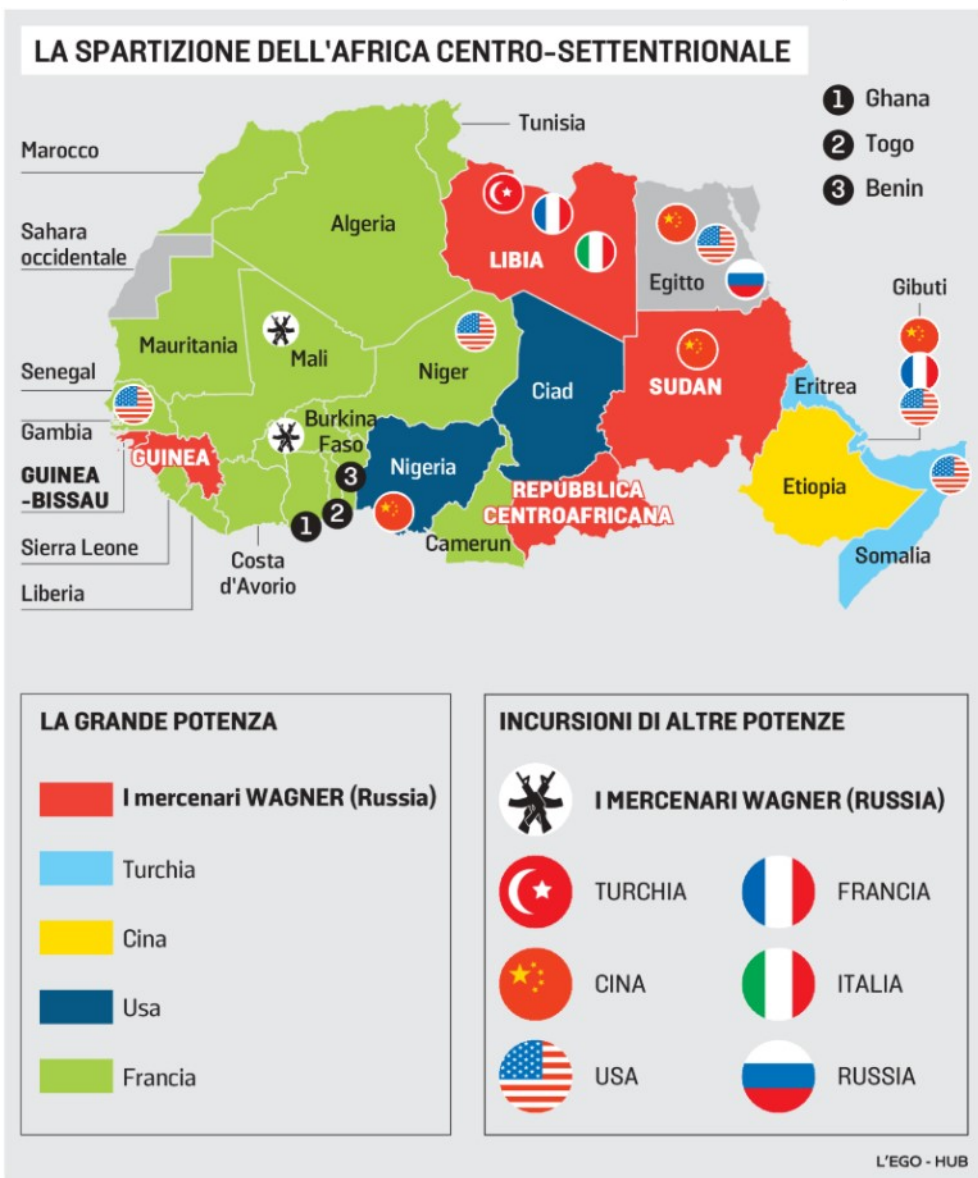 LA SPARTIZIONE DELL'AFRICA CENTRO-SETTENTRIONALE
1 Ghana
2 Togo
3 Benin
Tunisia
Marocco
Algeria
Sahara
occidentale
LIBIA
Egitto
Gibuti
Mauritania
Mali
Niger
Ciad
SUDAN
Eritrea
Senegal
Gambia
Burkina
Faso
GUINEA
GUINEA
-BISSAU
Nigeria
3
2
1
REPUBBLICA
CENTROAFRICANA
Etiopia
Camerun
Somalia
Sierra Leone
Costa
d'Avorio
Liberia
LA GRANDE POTENZA
I mercenari WAGNER (Russia)
Turchia
Cina
Usa
Francia
INCURSIONI DI ALTRE POTENZE
I MERCENARI WAGNER (RUSSIA)
TURCHIA
FRANCIA
CINA
ITALIA
USA
RUSSIA
L'EGO - HUB